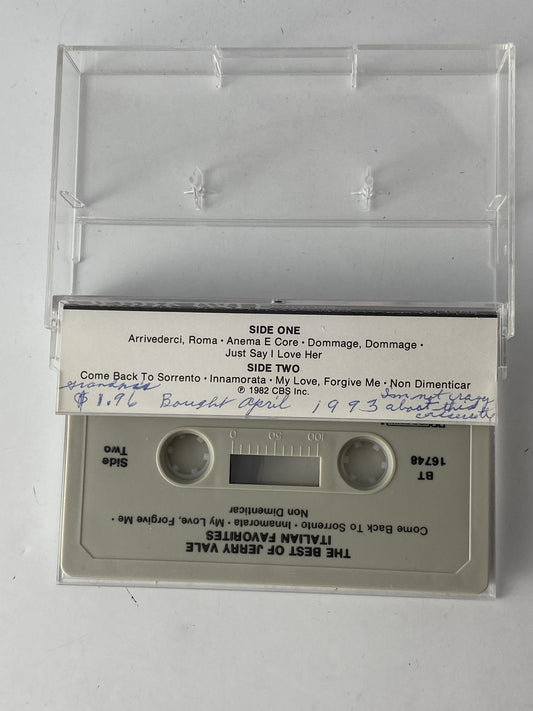 SIDE ONE
Arrivederci, Roma • Anema E Core • Dommage, Dommage •
Just Say I Love Her
SIDE TWO
Come Back To Sorrento • Innamorata • My Love, Forgive Me • Non Dimenticar
℗ 1982 CBS Inc.
$1.96 Bought April 1993
I'm not crazy
about this
cassette
THE BEST OF JERRY VALE
ITALIAN FAVORITES
Come Back To Sorrento • Innamorata • My Love, Forgive Me •
Non Dimenticar
BT
16748
Side
Two
100 50 0